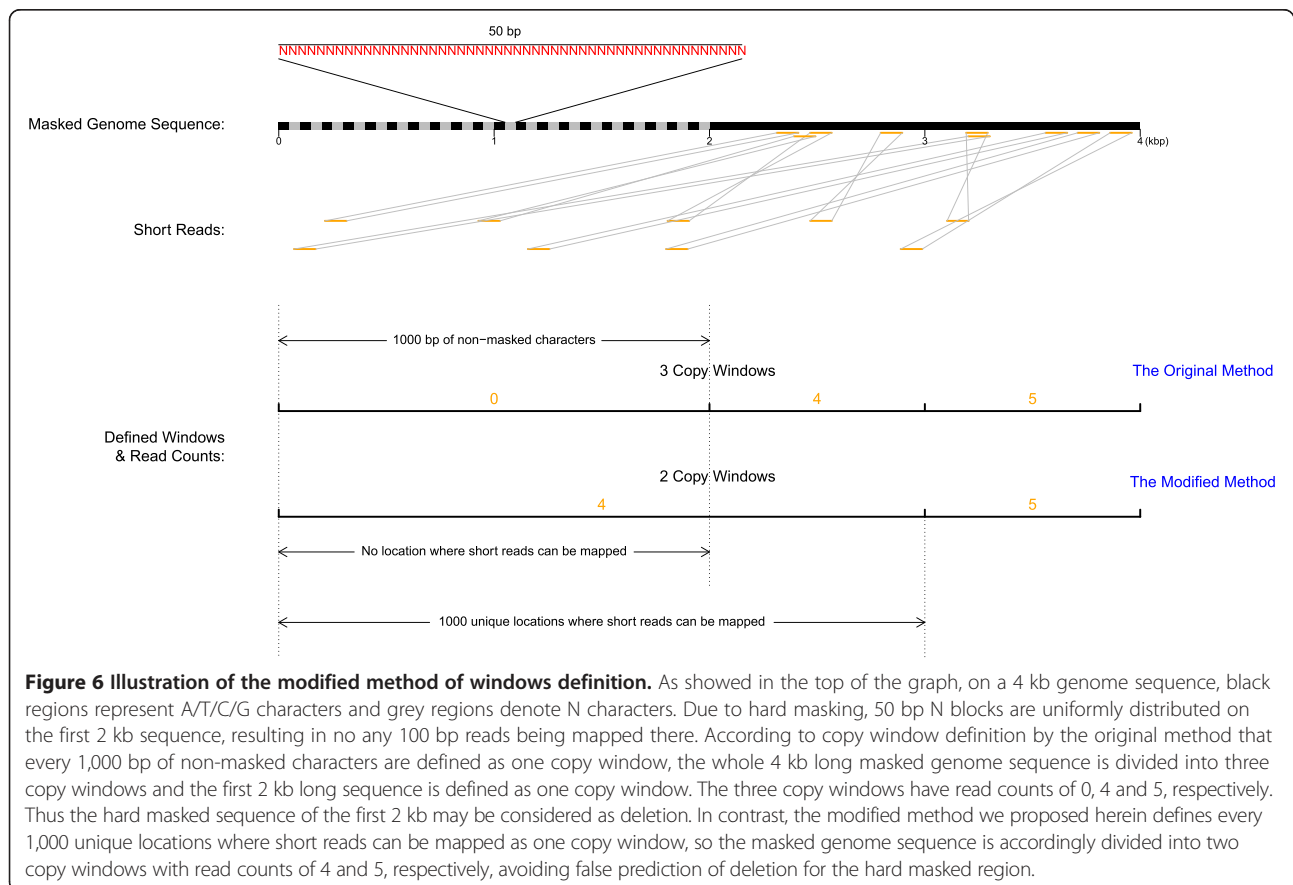 50 bp
NNNNNNNNNNNNNNNNNNNNNNNNNNNNNNNNNNNNNNNNNNNNNNNNNN
Masked Genome Sequence:
0 1 2 3 4 (kbp)
Short Reads:
1000 bp of non−masked characters
3 Copy Windows
The Original Method
0 4 5
Defined Windows
& Read Counts:
2 Copy Windows
The Modified Method
4 5
No location where short reads can be mapped
1000 unique locations where short reads can be mapped
Figure 6 Illustration of the modified method of windows definition. As showed in the top of the graph, on a 4 kb genome sequence, black
regions represent A/T/C/G characters and grey regions denote N characters. Due to hard masking, 50 bp N blocks are uniformly distributed on
the first 2 kb sequence, resulting in no any 100 bp reads being mapped there. According to copy window definition by the original method that
every 1,000 bp of non-masked characters are defined as one copy window, the whole 4 kb long masked genome sequence is divided into three
copy windows and the first 2 kb long sequence is defined as one copy window. The three copy windows have read counts of 0, 4 and 5, respectively.
Thus the hard masked sequence of the first 2 kb may be considered as deletion. In contrast, the modified method we proposed herein defines every
1,000 unique locations where short reads can be mapped as one copy window, so the masked genome sequence is accordingly divided into two
copy windows with read counts of 4 and 5, respectively, avoiding false prediction of deletion for the hard masked region.